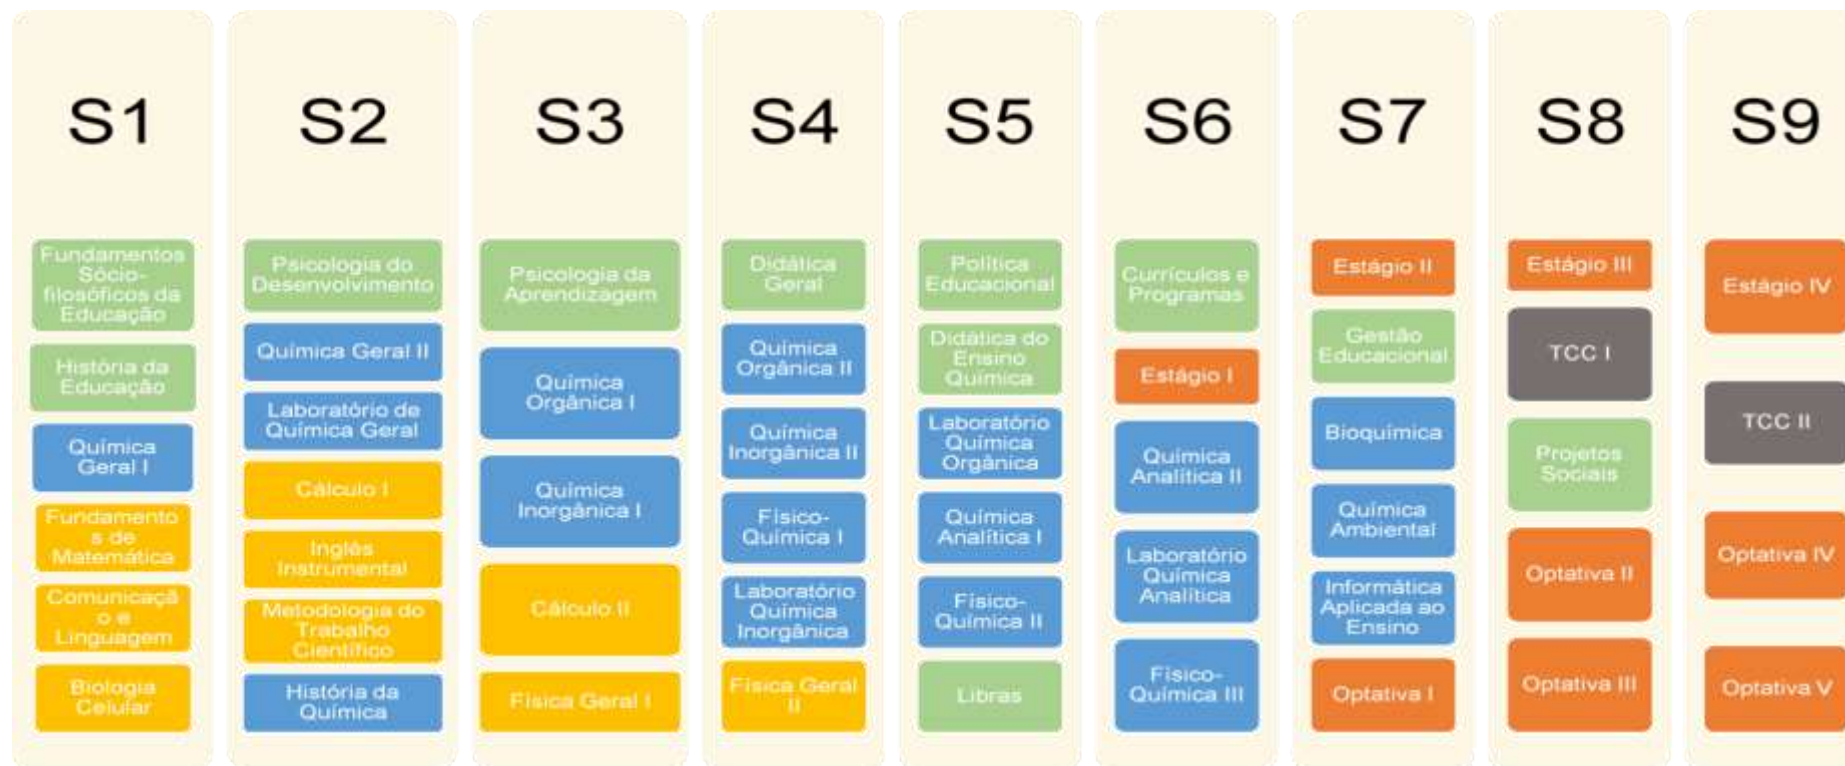 S1
Fundamentos
Sócio-
filosóficos da
Educação
História da
Educação
Química
Geral I
Fundamento
s de
Matemática
Comunicaçã
o e
Linguagem
Biologia
Celular
S2
Psicologia do
Desenvolvimento
Química Geral II
Laboratório de
Química Geral
Cálculo I
Inglês
Instrumental
Metodologia do
Trabalho
Científico
História da
Química
S3
Psicologia da
Aprendizagem
Química
Orgânica I
Química
Inorgânica I
Cálculo II
Física Geral I
S4
Didática
Geral
Química
Orgânica II
Química
Inorgânica II
Físico-
Química I
Laboratório
Química
Inorgânica
Física Geral
II
S5
Política
Educacional
Didática do
Ensino
Química
Laboratório
Química
Orgânica
Química
Analítica I
Físico-
Química II
Libras
S6
Currículos e
Programas
Estágio I
Química
Analítica II
Laboratório
Química
Analítica
Físico-
Química III
S7
Estágio II
Gestão
Educacional
Bioquímica
Química
Ambiental
Informática
Aplicada ao
Ensino
Optativa I
S8
Estágio III
TCC I
Projetos
Sociais
Optativa II
Optativa III
S9
Estágio IV
TCC II
Optativa IV
Optativa V